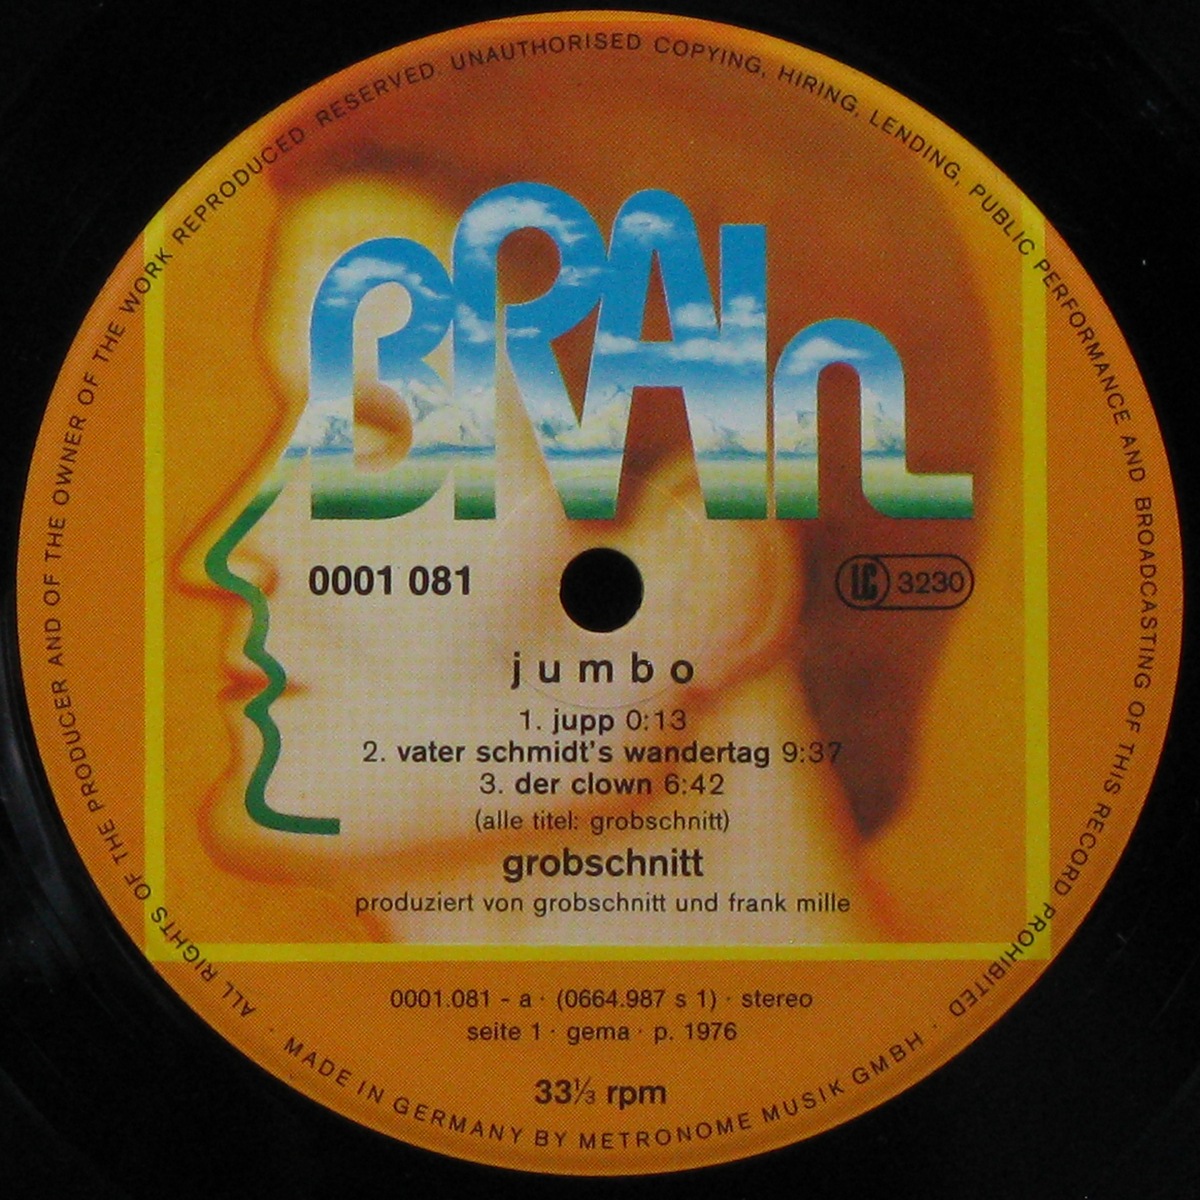 ALL RIGHTS OF THE PRODUCER AND OF THE OWNER OF THE WORK REPRODUCED RESERVED. UNAUTHORISED COPYING, HIRING, LENDING, PUBLIC PERFORMANCE AND BROADCASTING OF THIS RECORD PROHIBITED ·
BRAIn
0001 081
LC 3230
jumbo
1. jupp 0:13
2. vater schmidt's wandertag 9:37
3. der clown 6:42
(alle titel: grobschnitt)
grobschnitt
produziert von grobschnitt und frank mille
0001.081 - a · (0664.987 s 1) · stereo
seite 1 · gema · p. 1976
33⅓ rpm
· MADE IN GERMANY BY METRONOME MUSIK GMBH